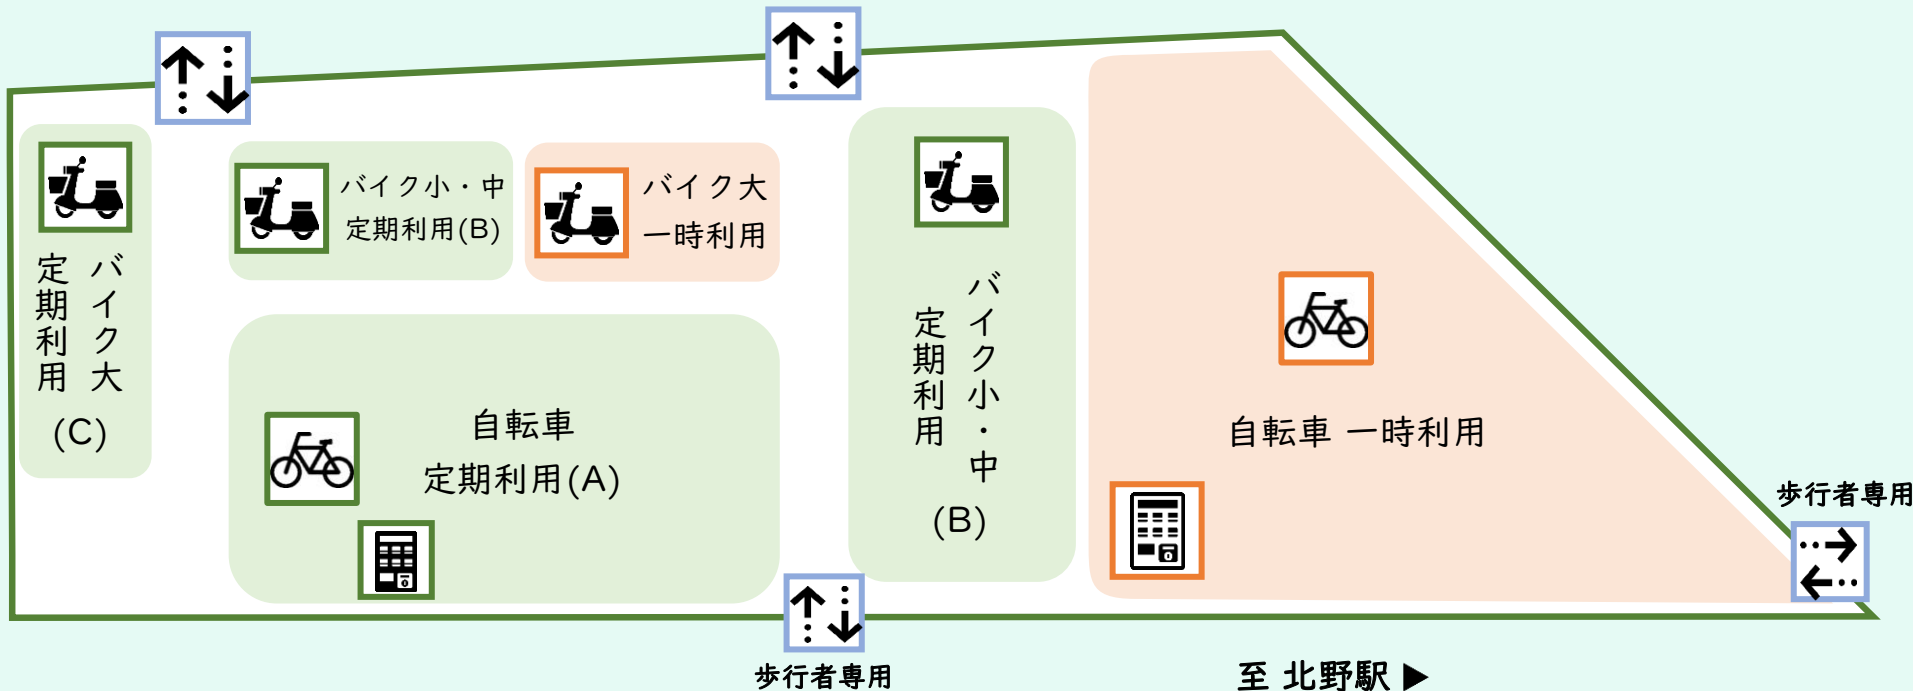 バイク大
定期利用
(C)
バイク小・中
定期利用(B)
バイク大
一時利用
自転車
定期利用(A)
バイク小・中
定期利用
(B)
自転車 一時利用
歩行者専用
歩行者専用
至 北野駅 ▶